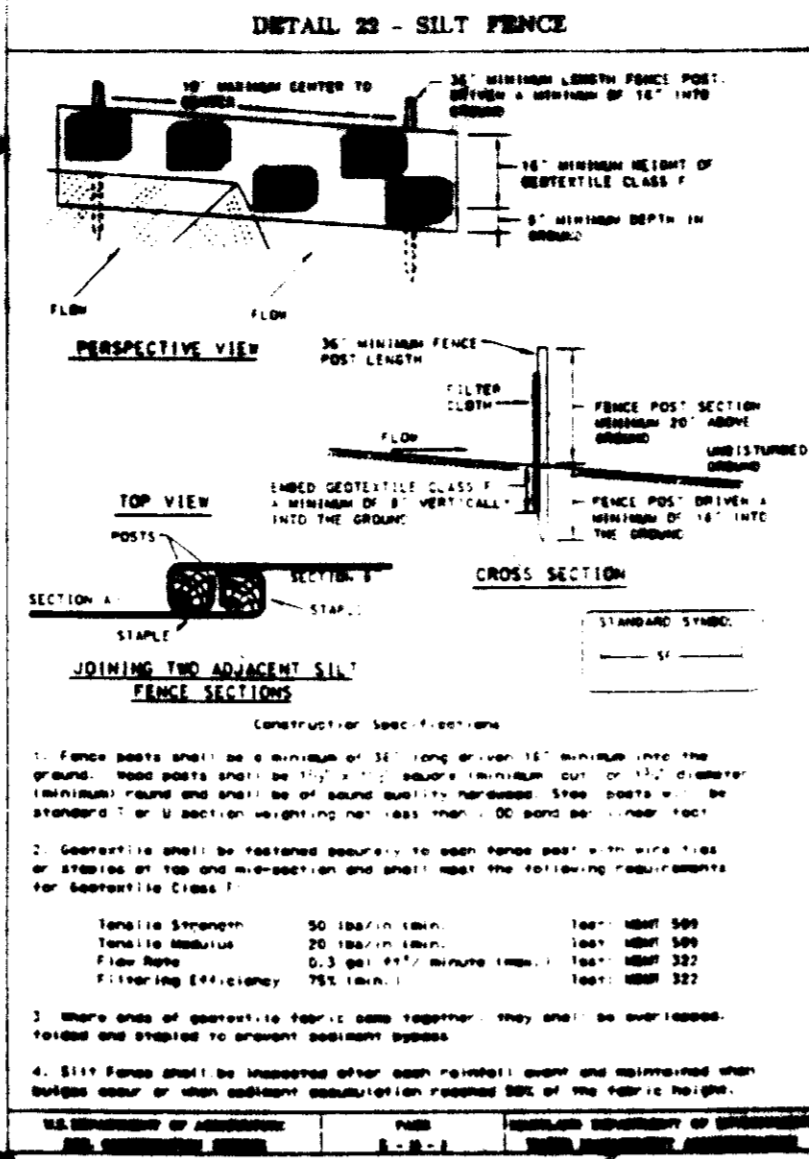 DETAIL 22 - SILT FENCE
10" MAXIMUM CENTER TO
CENTER
36" MINIMUM LENGTH FENCE POST,
DRIVEN A MINIMUM OF 16" INTO
GROUND
16" MINIMUM HEIGHT OF
GEOTEXTILE CLASS F
8" MINIMUM DEPTH IN
GROUND
FLOW
FLOW
PERSPECTIVE VIEW
36" MINIMUM FENCE
POST LENGTH
FILTER
CLOTH
FLOW
FENCE POST SECTION
MINIMUM 20" ABOVE
GROUND
UNDISTURBED
GROUND
EMBED GEOTEXTILE CLASS F
A MINIMUM OF 8" VERTICALLY
INTO THE GROUND
FENCE POST DRIVEN A
MINIMUM OF 16" INTO
THE GROUND
CROSS SECTION
TOP VIEW
POSTS
SECTION B
SECTION A
STAPLE
STAPLE
JOINING TWO ADJACENT SILT
FENCE SECTIONS
STANDARD SYMBOL
SF
Construction Specifications
1. Fence posts shall be a minimum of 36" long driven 16" minimum into the
ground. Wood posts shall be 1½" x 1½" square (minimum) cut, or 1¾" diameter
(minimum) round and shall be of sound quality hardwood. Steel posts will be
standard T or U section weighting not less than 1.00 pond per linear foot.
2. Geotextile shall be fastened securely to each fence post with wire ties
or staples at top and mid-section and shall meet the following requirements
for Geotextile Class F:
Tensile Strength 50 lbs/in (min.) Test: MSMT 509
Tensile Modulus 20 lbs/in (min.) Test: MSMT 509
Flow Rate 0.3 gal ft²/ minute (max.) Test: MSMT 322
Filtering Efficiency 75% (min.) Test: MSMT 322
3. Where ends of geotextile fabric come together, they shall be overlapped,
folded and stapled to prevent sediment bypass.
4. Silt Fence shall be inspected after each rainfall event and maintained when
bulges occur or when sediment accumulation reached 50% of the fabric height.
U.S. DEPARTMENT OF AGRICULTURE
PAGE
MARYLAND DEPARTMENT OF ENVIRONMENT